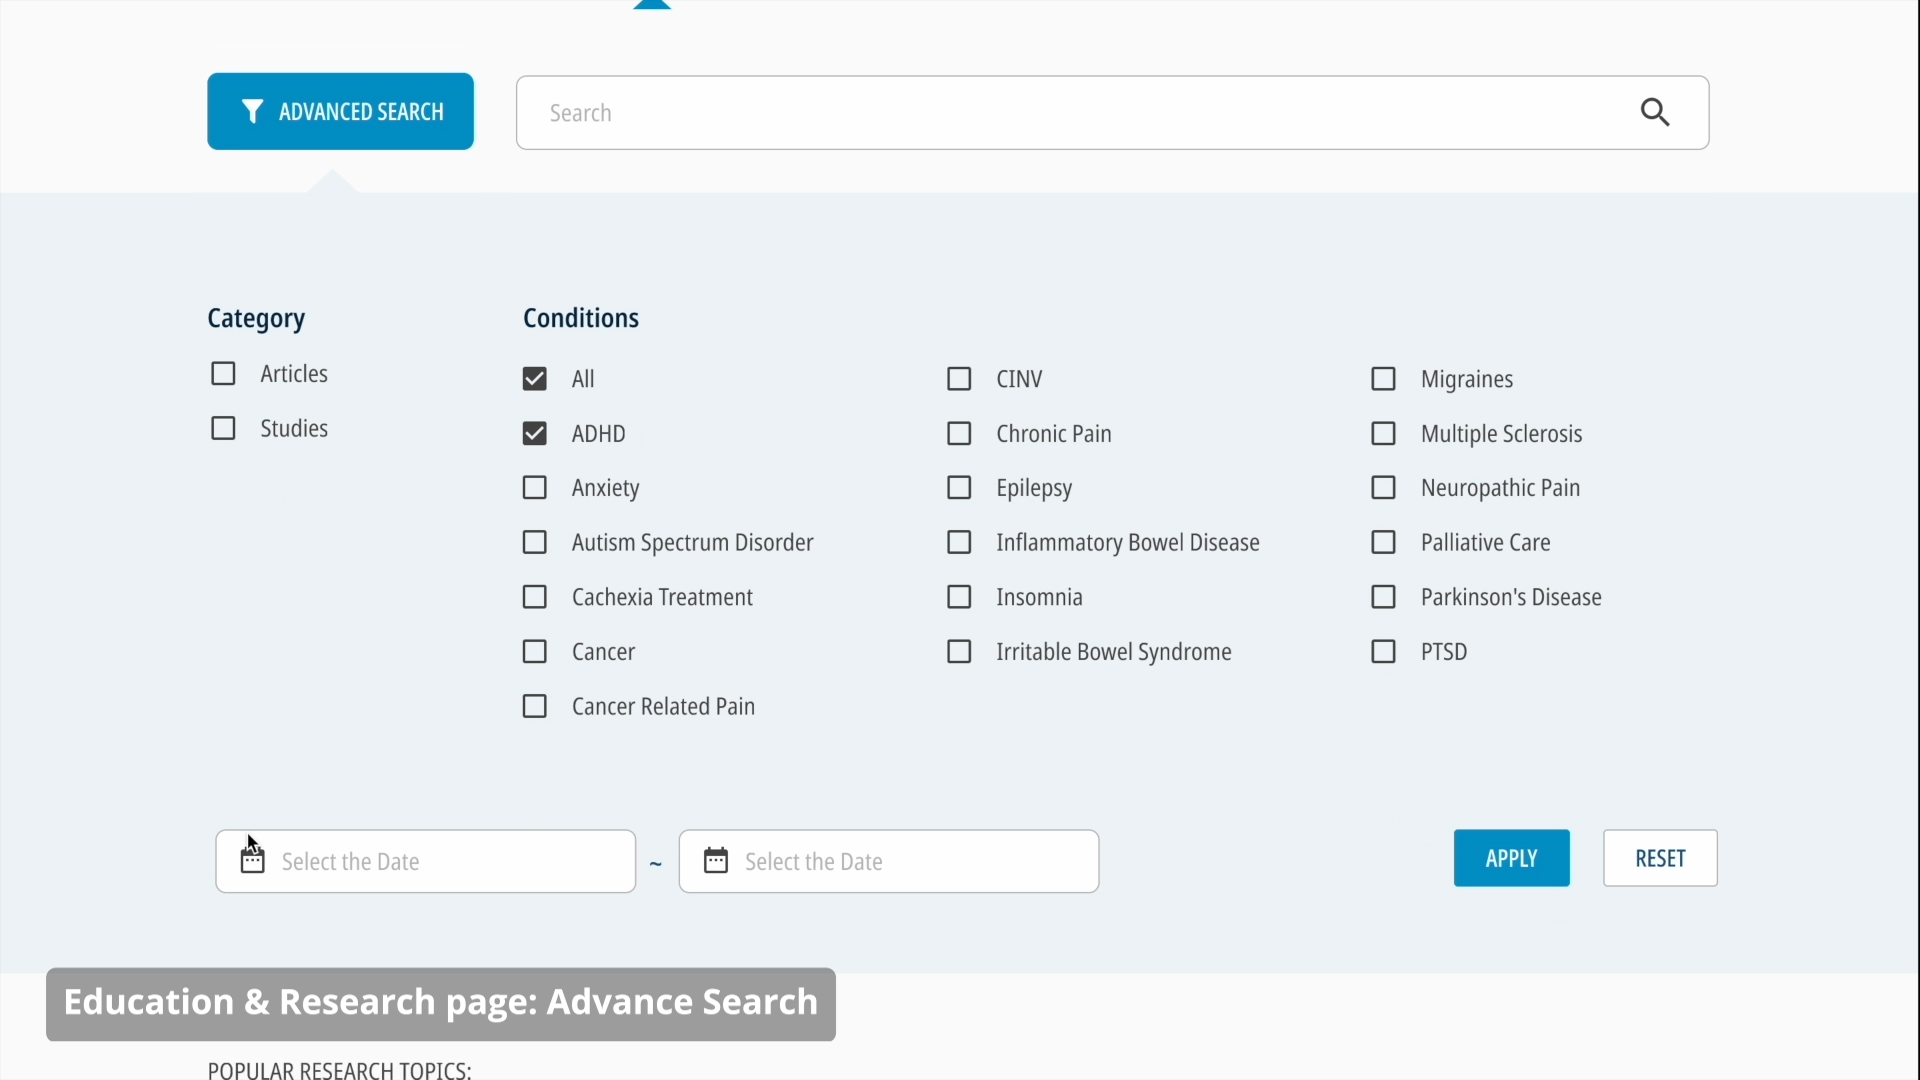 ADVANCED SEARCH
Search
Category
Articles
Studies
Conditions
All
ADHD
Anxiety
Autism Spectrum Disorder
Cachexia Treatment
Cancer
Cancer Related Pain
CINV
Chronic Pain
Epilepsy
Inflammatory Bowel Disease
Insomnia
Irritable Bowel Syndrome
Migraines
Multiple Sclerosis
Neuropathic Pain
Palliative Care
Parkinson's Disease
PTSD
Select the Date ~ Select the Date
APPLY
RESET
Education & Research page: Advance Search
POPULAR RESEARCH TOPICS: